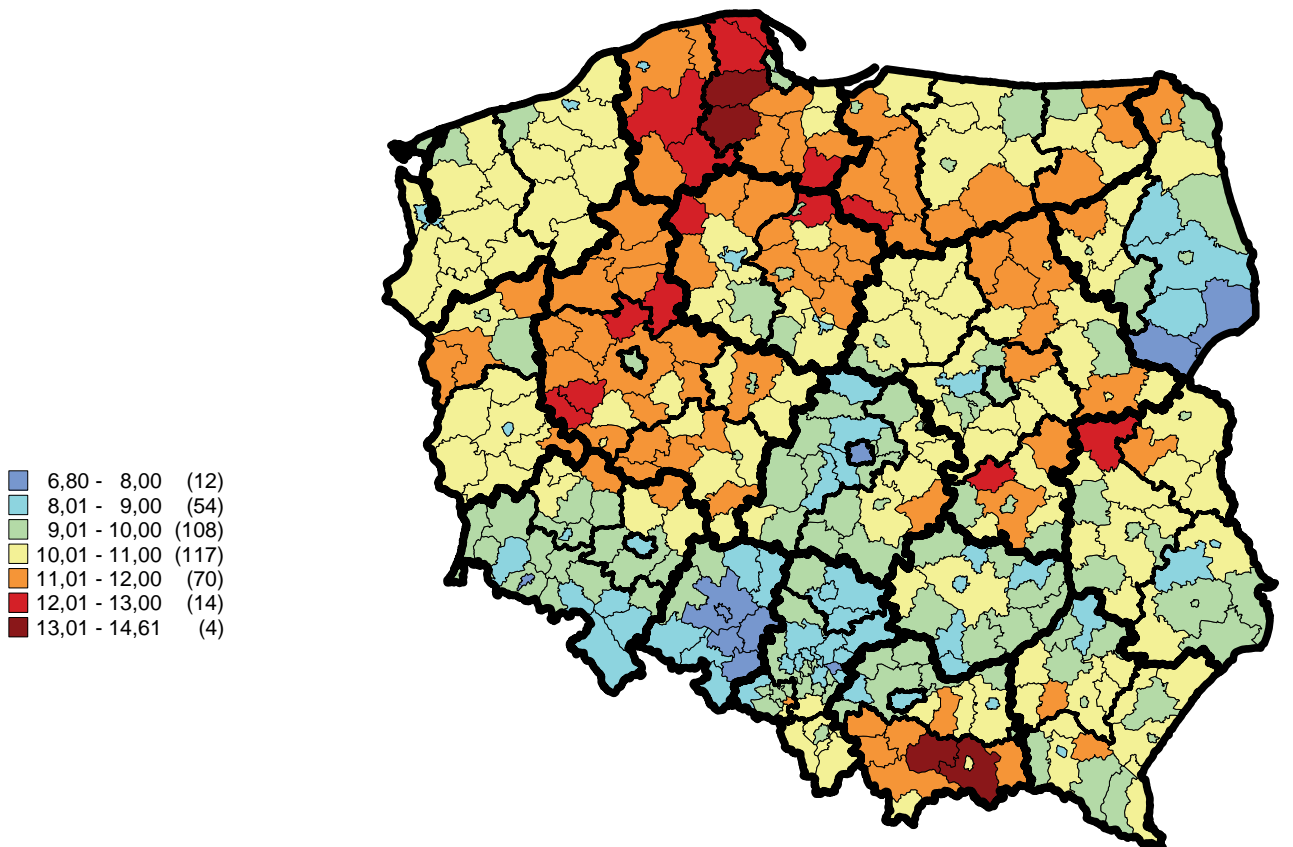 6,80 - 8,00 (12)
8,01 - 9,00 (54)
9,01 - 10,00 (108)
10,01 - 11,00 (117)
11,01 - 12,00 (70)
12,01 - 13,00 (14)
13,01 - 14,61 (4)